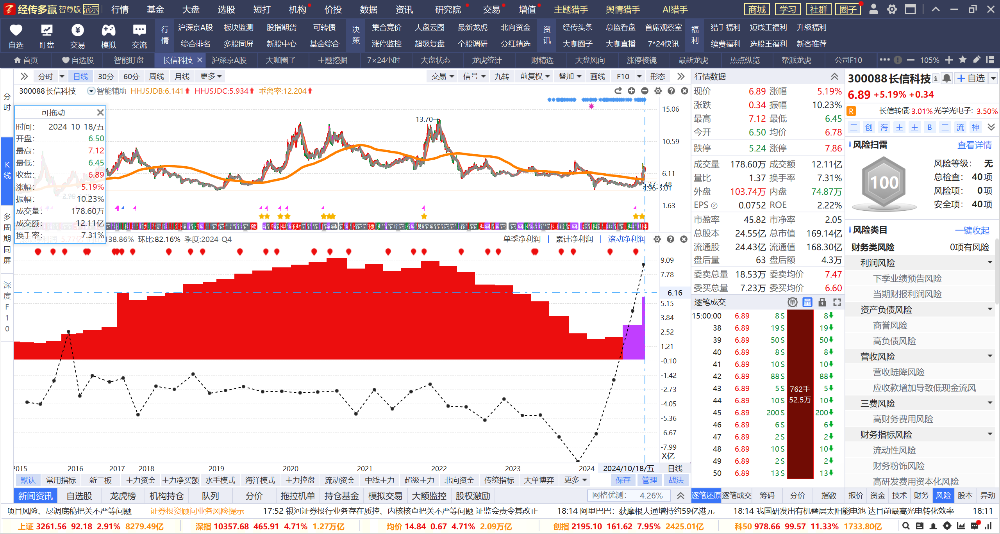 经传多赢 智尊版 演示 行情 基金 大盘 选股 短打 机构 价投 数据 资讯 研究院 交易 增值 主题猎手 舆情猎手 AI猎手 商城 学习 社群 圈子
自选 盯盘 交易 模拟 交流
行情 沪深京A股 板块监测 股指期货 可转债
综合排名 多股同屏 新股中心 基金综合
决策 集合竞价 大盘云图 最新龙虎 北向资金
涨停监控 超级复盘 个股调研 分红精选
资讯 经传头条 总监看盘 首席观察室
大咖圈子 大咖直播 7*24快讯
福利 猎手福利 短线王福利 升级福利
续费福利 选股王福利 新客推荐
首页 自选股 智能盯盘 长信科技 沪深京A股 大咖圈子 主题挖掘 7×24小时 大盘状态 龙虎统计 一财精选 大盘风向 涨停棱镜 最新龙虎 热点纵览 帮派龙虎 公司F10 105%
分时
K线
多周期同屏
深度F10
分时 日线 30分 60分 周线 月线 更多 交易 信号 九转 前复权 叠加 画线 F10 形态
300088 长信科技 智能辅助 HHJSJDB:6.141 HHJSJDC:5.934 乖离率:12.204
可拖动
时间: 2024-10-18/五
开盘: 6.50
最高: 7.12
最低: 6.45
收盘: 6.89
涨幅: 5.19%
振幅: 10.23%
成交量: 178.60万
成交额: 12.11亿
换手率: 7.31%
13.70
15.06
10.59
6.11
5.37-5.48
4.96-5.01
1.63
滚动净利润 5.77亿 同比:138.86% 环比:82.16% 季度:2024-Q4 单季净利润 累计净利润 滚动净利润
9.09
7.78
6.16
5.15
3.84
2.52
1.21
-0.10
-1.42
-2.73
-4.05
-5.36
-6.67
-7.99
X亿
2015 2016 2017 2018 2019 2020 2021 2022 2023 2024 2024/10/18/五 日线
默认 常用指标 新三板 主力资金 主力净买额 水手模式 海洋模式 主力控盘 流动资金 中线主力 超级主力 北向资金 传统指标 大单博弈 更多 保存 管理 战法
新闻资讯 自选股 龙虎榜 机构持仓 队列 分价 拖拉机单 持仓基金 模拟交易 大额监控 股权激励 网格优测: -4.26%
行情数据
现价 6.89 涨幅 5.19%
涨跌 0.34 振幅 10.23%
最高 7.12 最低 6.45
今开 6.50 均价 6.78
跌停 5.24 涨停 7.86
成交量 178.60万 成交额 12.11亿
量比 1.37 换手率 7.31%
外盘 103.74万 内盘 74.87万
EPS ② 0.0752 ROE 2.22%
市盈率 45.82 市净率 2.05
总股本 24.55亿 总市值 169.14亿
流通股 24.43亿 流通值 168.30亿
盘后量 63 盘后额 4.3万
委卖总量 18.53万 委卖均价 7.47
委买总量 7.23万 委买均价 6.60
逐笔成交 单 量
15:00:00 6.89 8 S 8
38 6.89 19 S 19
39 6.89 50 S 50
40 6.89 8 S 8
41 6.89 10 S 10
42 6.89 88 S 88
43 6.89 5 S 5
44 6.89 10 S 10
45 6.89 200 S 200
46 6.89 6 S 6
47 6.89 2 S 2
48 6.89 10 S 10
49 6.89 2 S 2
50 6.89 13 S 13
762手
52.5万
逐笔还原 逐笔成交 筹码 分价 指数 报价 资金 技术 财务 风险 股本 异动
300088 长信科技 自选
6.89 +5.19% +0.34
R 长信转债:3.01% 光学光电子: 3.50%
三 创 海 主 主 B 三 流 神
风险扫雷 查看详情
100
风险等级: 无
总检查: 40项
风险项: 0项
安全项: 40项
风险类目 一键收起
财务类风险 0项有风险
利润风险
下季业绩预告风险
当期财报利润风险
资产负债风险
商誉风险
高负债风险
营收风险
营收陡降风险
应收款增加导致低现金流风
三费风险
高财务费用风险
财务指标风险
流动性风险
财务粉饰风险
高研发费用资本化风险
项目风险、尽调底稿把关不严等问题 证券投资顾问业务风险提示 17:52 银河证券投行业务存在质控、内核核查把关不严等问题 证监会责令其改正 18:14 阿里巴巴：获摩根大通增持约59亿港元 18:14 我国研发出有机叠层太阳能电池 达目前最高光电转化效率 18:11
上证 3261.56 92.18 2.91% 8279.49亿 深指 10357.68 465.91 4.71% 1.27万亿 均价 14.84 0.67 4.71% 2.09万亿 创指 2195.10 161.62 7.95% 2425.01亿 科50 978.66 99.57 11.33% 1733.80亿